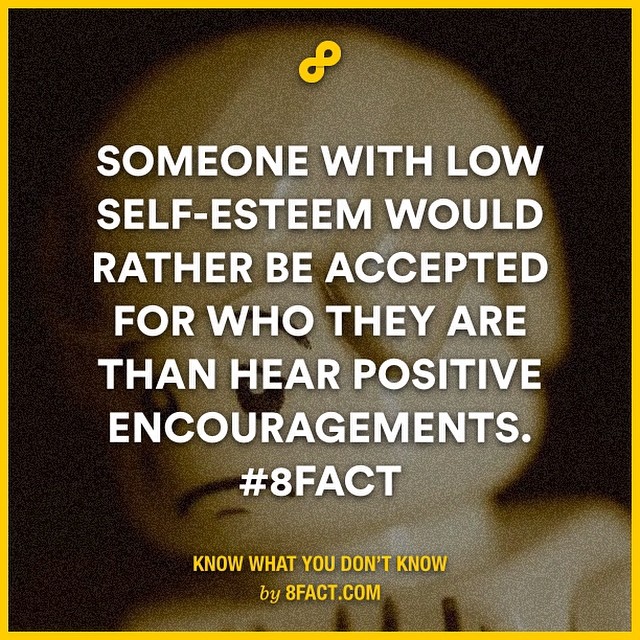 SOMEONE WITH LOW
SELF-ESTEEM WOULD
RATHER BE ACCEPTED
FOR WHO THEY ARE
THAN HEAR POSITIVE
ENCOURAGEMENTS.
#8FACT
KNOW WHAT YOU DON'T KNOW
by 8FACT.COM